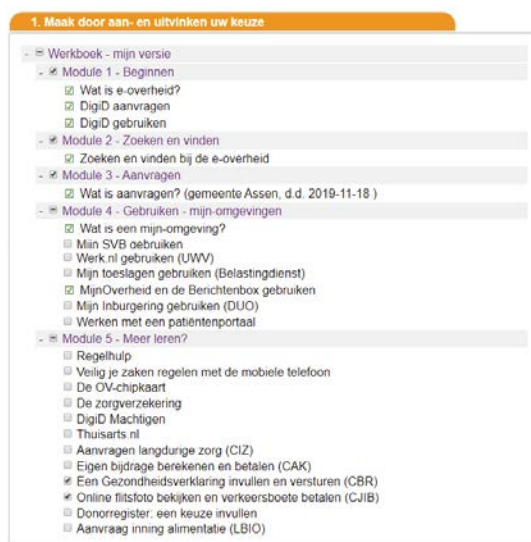 1. Maak door aan- en uitvinken uw keuze
Werkboek - mijn versie
Module 1 - Beginnen
Wat is e-overheid?
DigiD aanvragen
DigiD gebruiken
Module 2 - Zoeken en vinden
Zoeken en vinden bij de e-overheid
Module 3 - Aanvragen
Wat is aanvragen? (gemeente Assen, d.d. 2019-11-18 )
Module 4 - Gebruiken - mijn-omgevingen
Wat is een mijn-omgeving?
Mijn SVB gebruiken
Werk.nl gebruiken (UWV)
Mijn toeslagen gebruiken (Belastingdienst)
MijnOverheid en de Berichtenbox gebruiken
Mijn Inburgering gebruiken (DUO)
Werken met een patiëntenportaal
Module 5 - Meer leren?
Regelhulp
Veilig je zaken regelen met de mobiele telefoon
De OV-chipkaart
De zorgverzekering
DigiD Machtigen
Thuisarts.nl
Aanvragen langdurige zorg (CIZ)
Eigen bijdrage berekenen en betalen (CAK)
Een Gezondheidsverklaring invullen en versturen (CBR)
Online flitsfoto bekijken en verkeersboete betalen (CJIB)
Donorregister: een keuze invullen
Aanvraag inning alimentatie (LBIO)